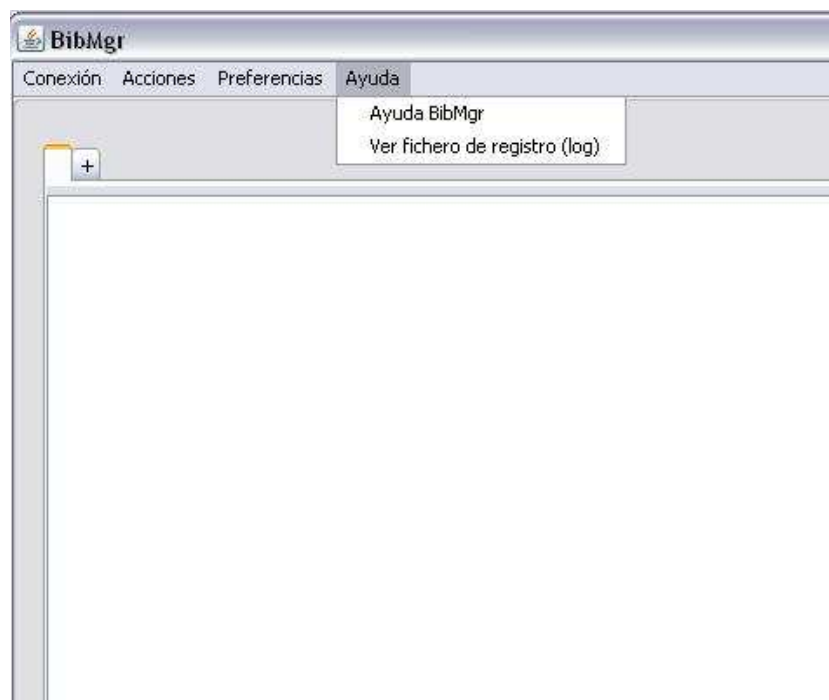 BibMgr
Conexión Acciones Preferencias Ayuda
Ayuda BibMgr
Ver fichero de registro (log)
+